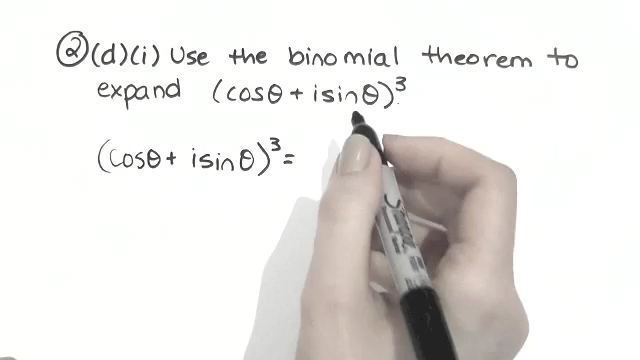 ② (d)(i) Use the binomial theorem to
expand (cosθ + isinθ)³.
(cosθ + isinθ)³ =